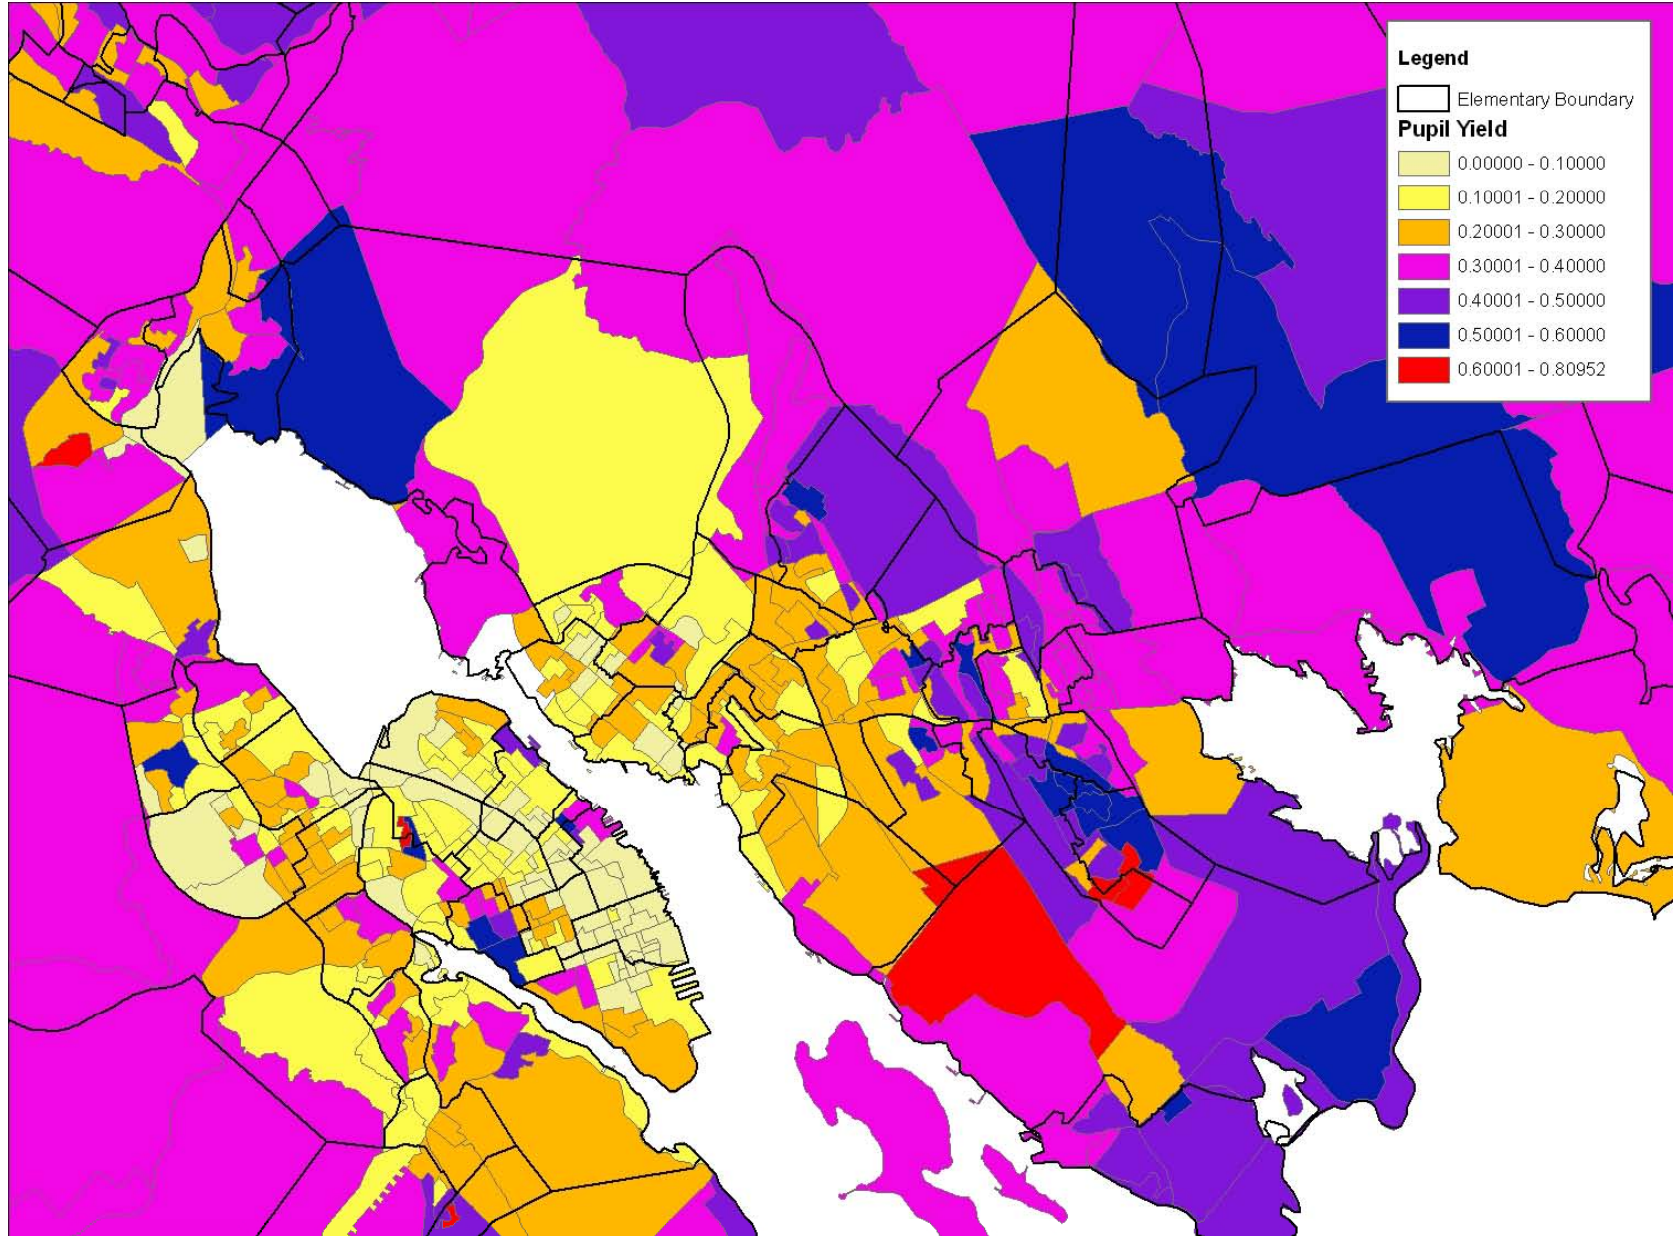 Legend
Elementary Boundary
Pupil Yield
0.00000 - 0.10000
0.10001 - 0.20000
0.20001 - 0.30000
0.30001 - 0.40000
0.40001 - 0.50000
0.50001 - 0.60000
0.60001 - 0.80952